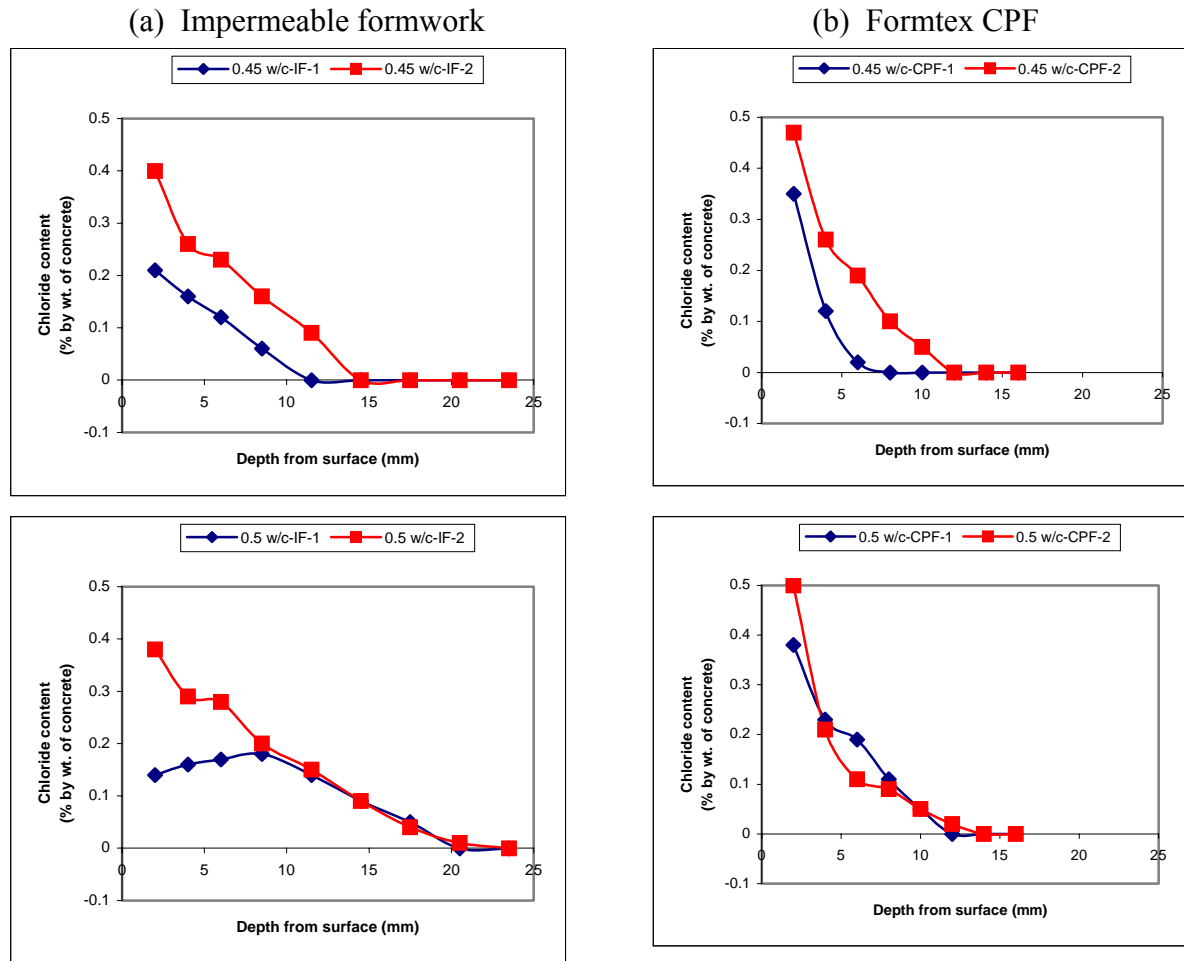 (a) Impermeable formwork
(b) Formtex CPF
0.45 w/c-IF-1 0.45 w/c-IF-2
0.5
0.4
0.3
0.2
0.1
0
-0.1
0 5 10 15 20 25
Chloride content
(% by wt. of concrete)
Depth from surface (mm)
0.45 w/c-CPF-1 0.45 w/c-CPF-2
0.5
0.4
0.3
0.2
0.1
0
-0.1
0 5 10 15 20 25
Chloride content
(% by wt. of concrete)
Depth from surface (mm)
0.5 w/c-IF-1 0.5 w/c-IF-2
0.5
0.4
0.3
0.2
0.1
0
-0.1
0 5 10 15 20 25
Chloride content
(% by wt. of concrete)
Depth from surface (mm)
0.5 w/c-CPF-1 0.5 w/c-CPF-2
0.5
0.4
0.3
0.2
0.1
0
-0.1
0 5 10 15 20 25
Chloride content
(% by wt. of concrete)
Depth from surface (mm)